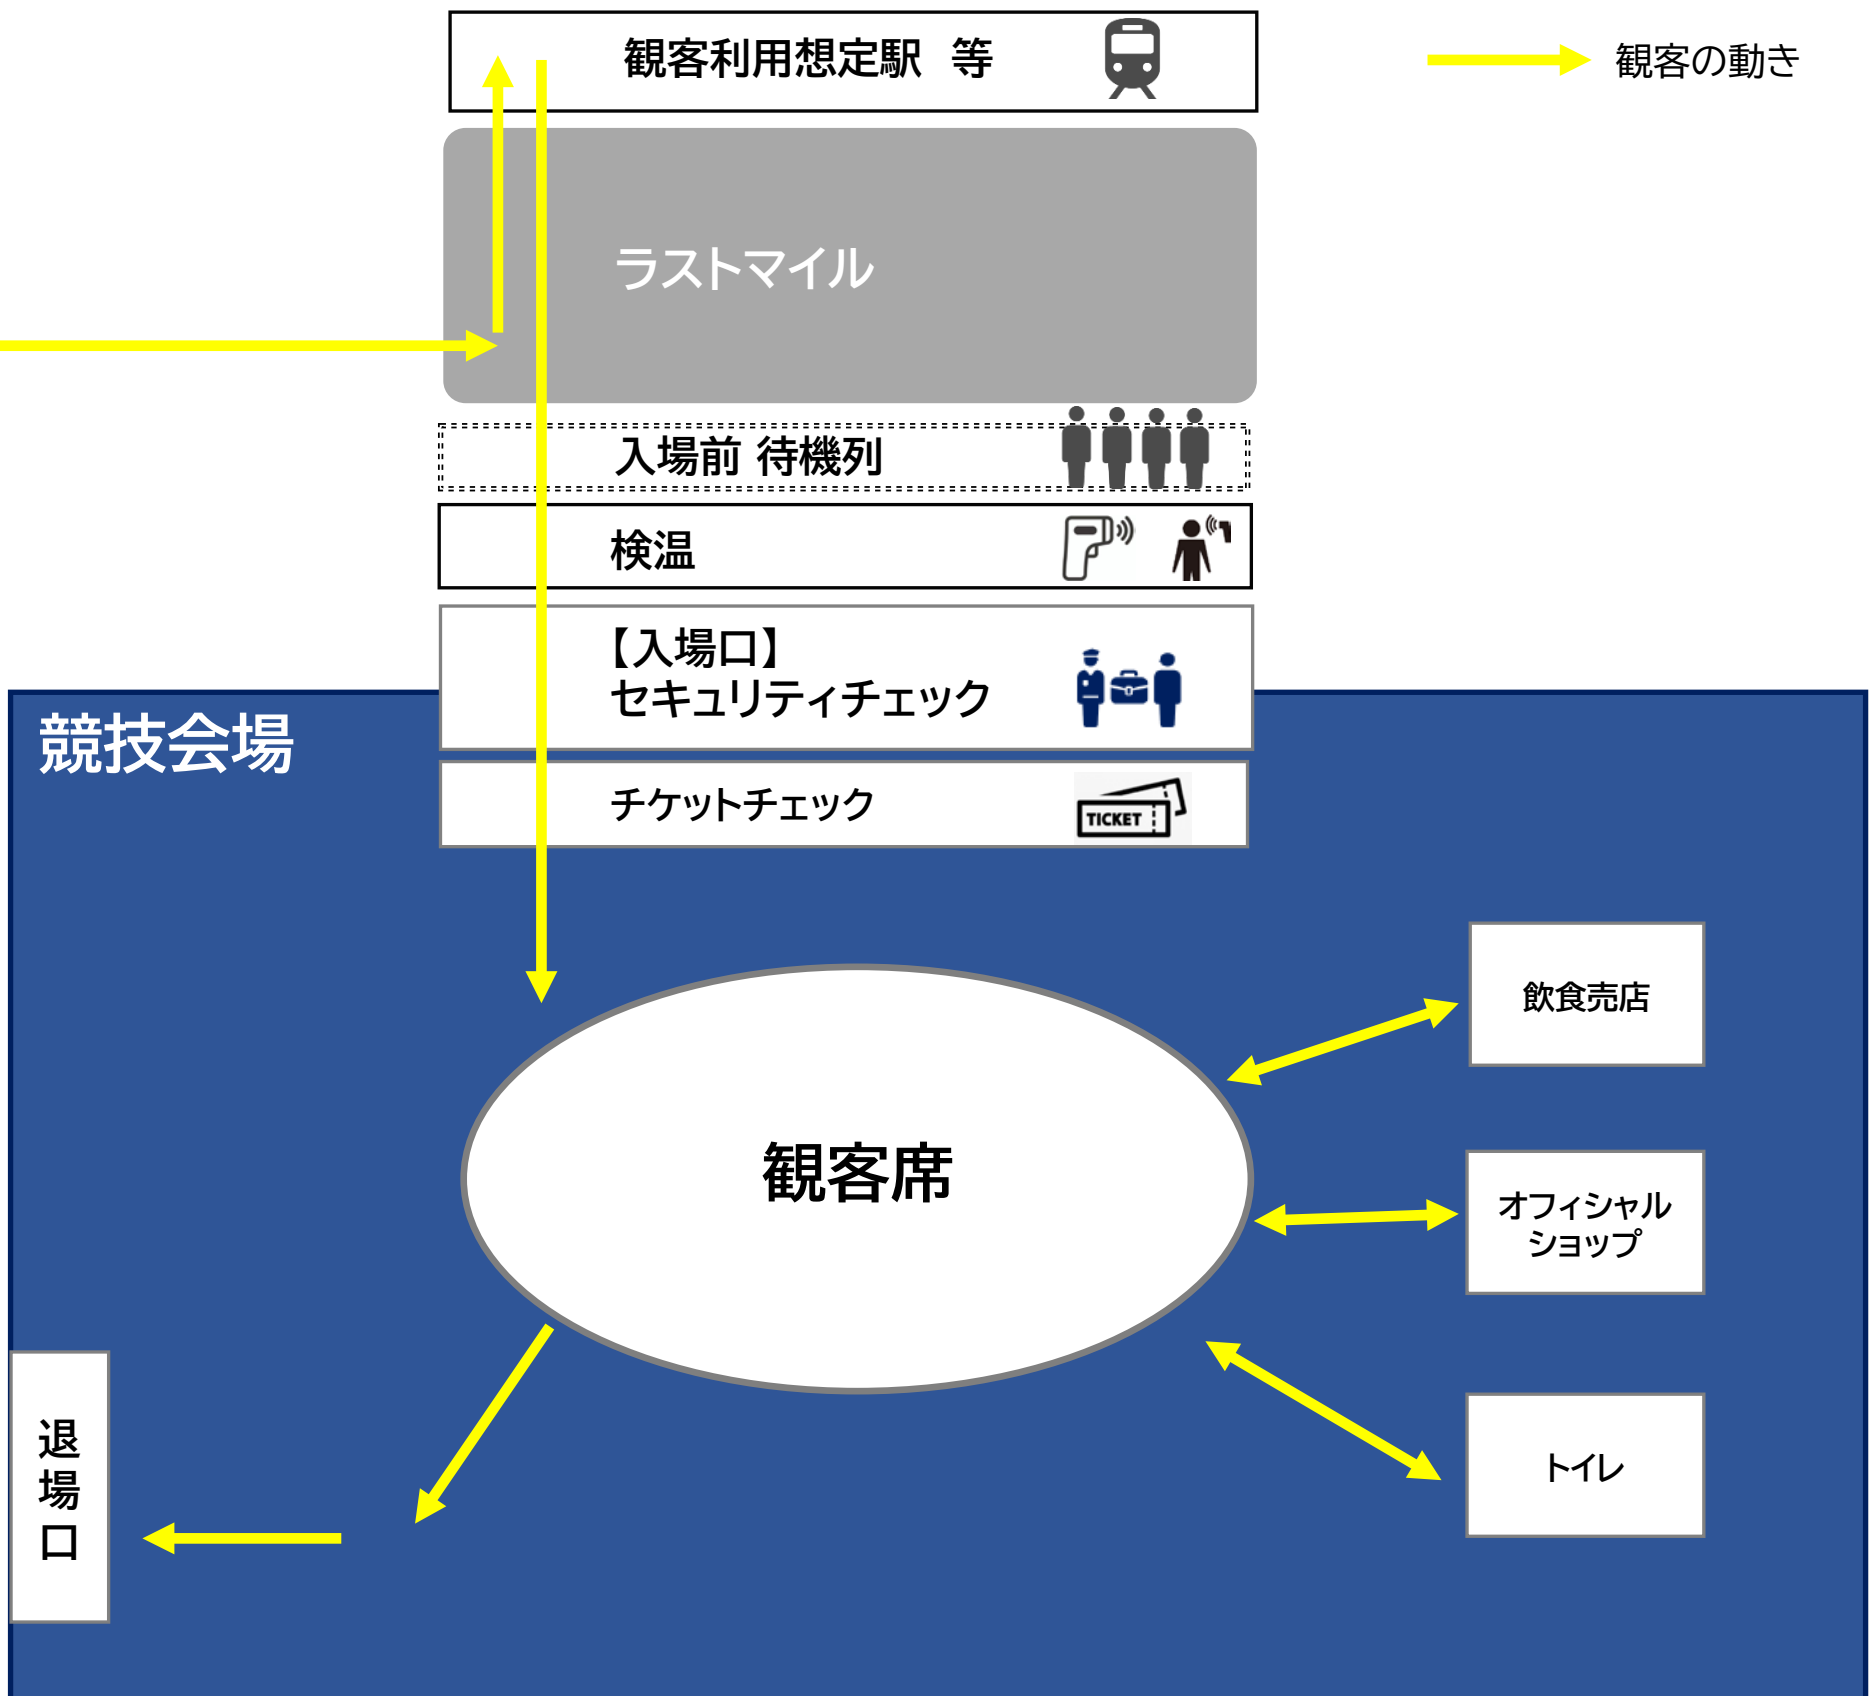 観客利用想定駅　等
観客の動き
ラストマイル
入場前 待機列
検温
【入場口】
セキュリティチェック
競技会場
チケットチェック
TICKET
飲食売店
観客席
オフィシャル
ショップ
退場口
トイレ